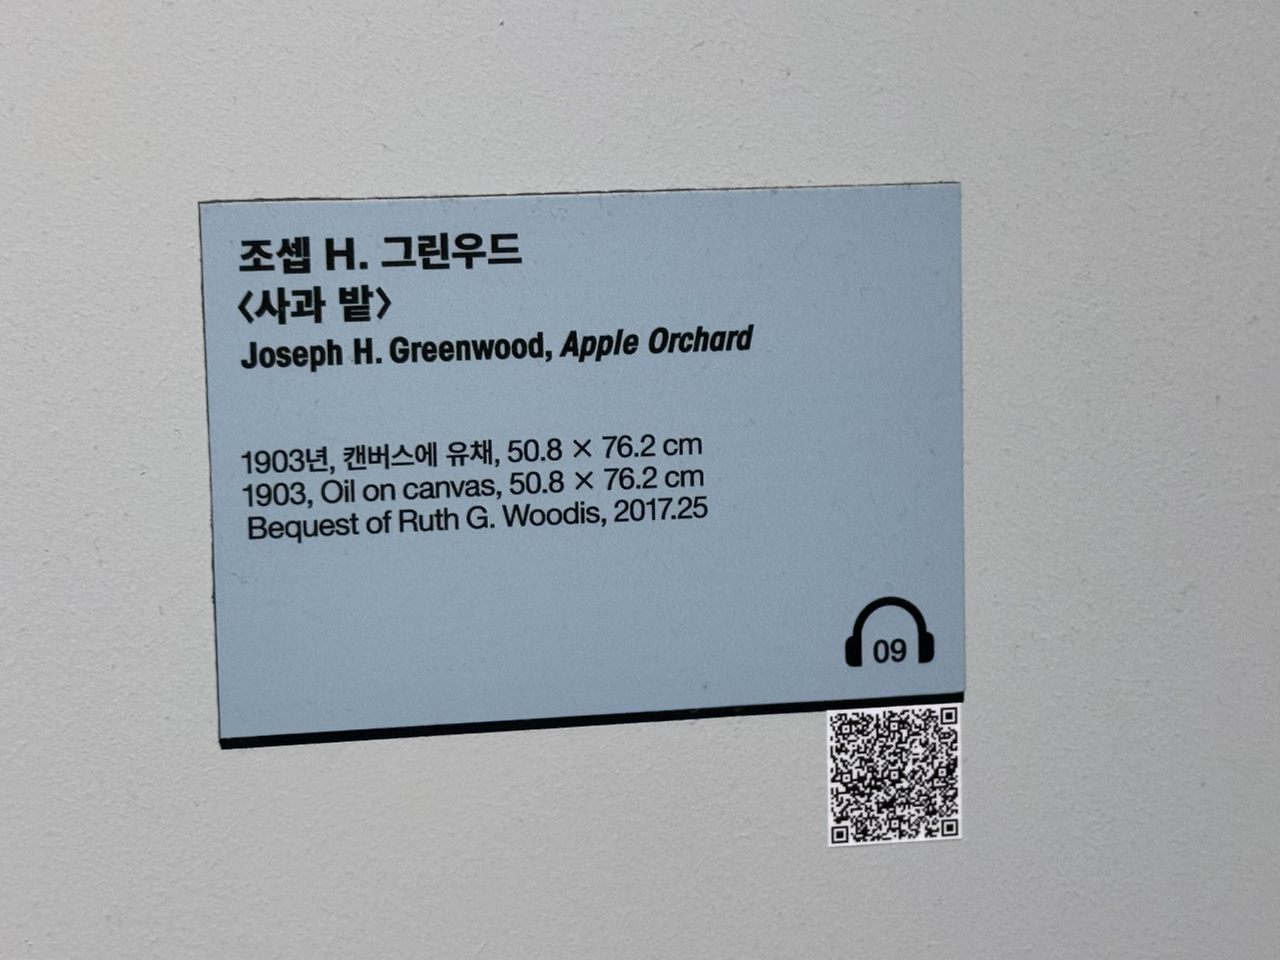 조셉 H. 그린우드
〈사과 밭〉
Joseph H. Greenwood, Apple Orchard
1903년, 캔버스에 유채, 50.8 × 76.2 cm
1903, Oil on canvas, 50.8 × 76.2 cm
Bequest of Ruth G. Woodis, 2017.25
09